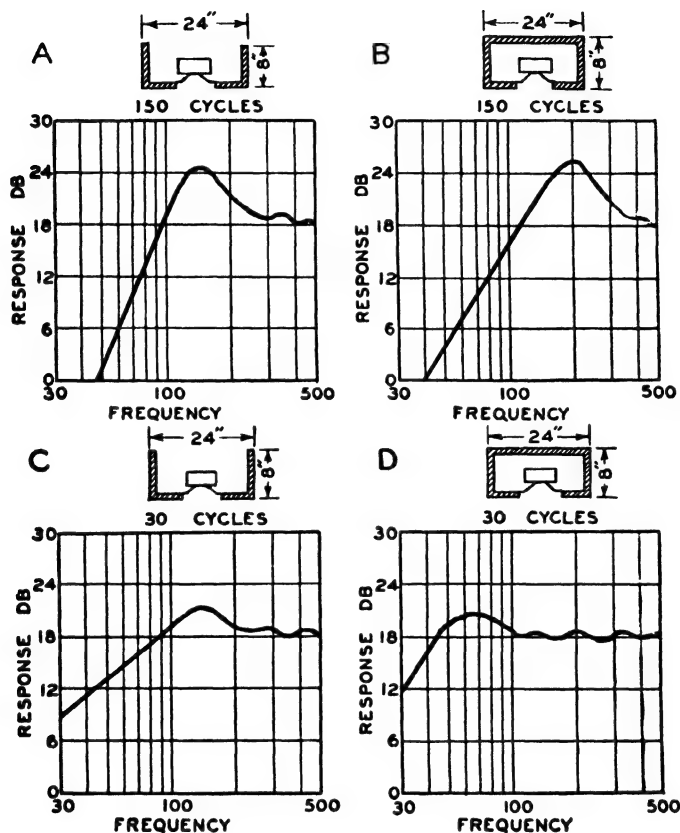 A
24"
8"
B
24"
8"
150 CYCLES
150 CYCLES
30
24
18
12
6
0
RESPONSE DB
30
100
500
FREQUENCY
30
24
18
12
6
0
RESPONSE DB
30
100
500
FREQUENCY
C
24"
8"
D
24"
8"
30 CYCLES
30 CYCLES
30
24
18
12
6
RESPONSE DB
30
100
500
FREQUENCY
30
24
18
12
6
RESPONSE DB
30
100
500
FREQUENCY